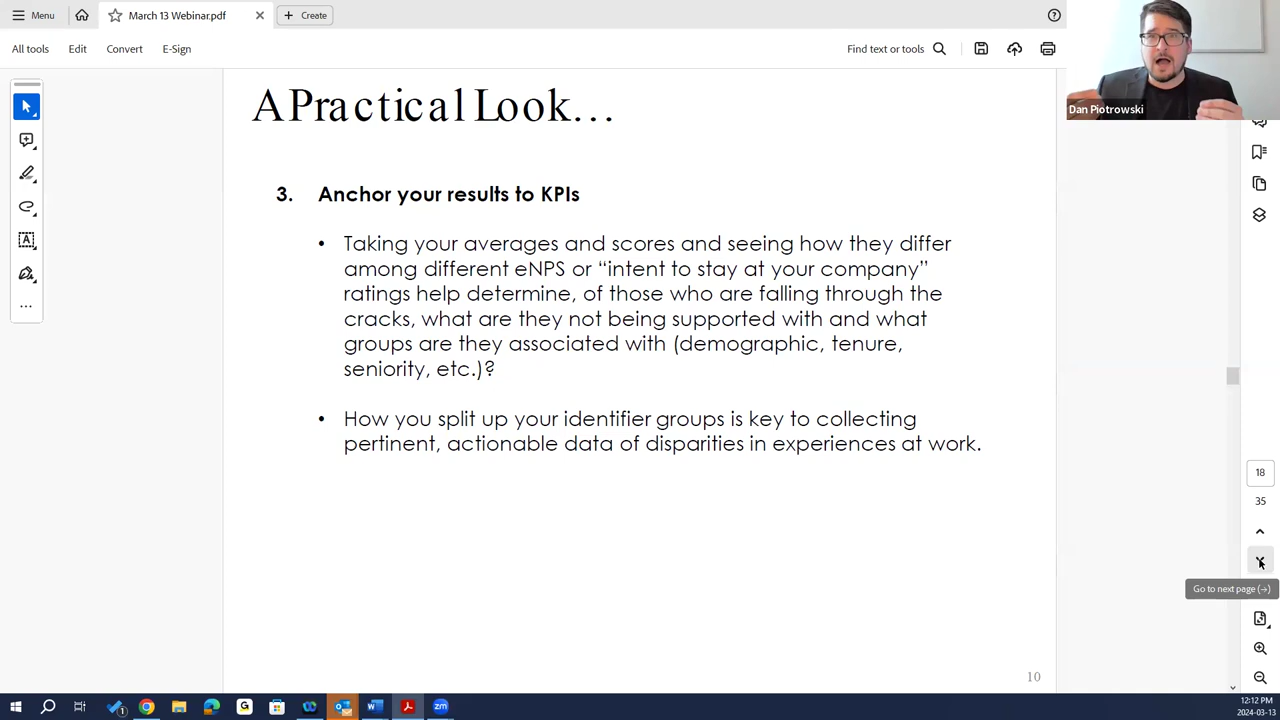 Menu
March 13 Webinar.pdf
Create
All tools
Edit
Convert
E-Sign
Find text or tools
Dan Piotrowski
A Practical Look…
3. Anchor your results to KPIs
• Taking your averages and scores and seeing how they differ
among different eNPS or “intent to stay at your company”
ratings help determine, of those who are falling through the
cracks, what are they not being supported with and what
groups are they associated with (demographic, tenure,
seniority, etc.)?
• How you split up your identifier groups is key to collecting
pertinent, actionable data of disparities in experiences at work.
18
35
Go to next page (→)
10
12:12 PM
2024-03-13